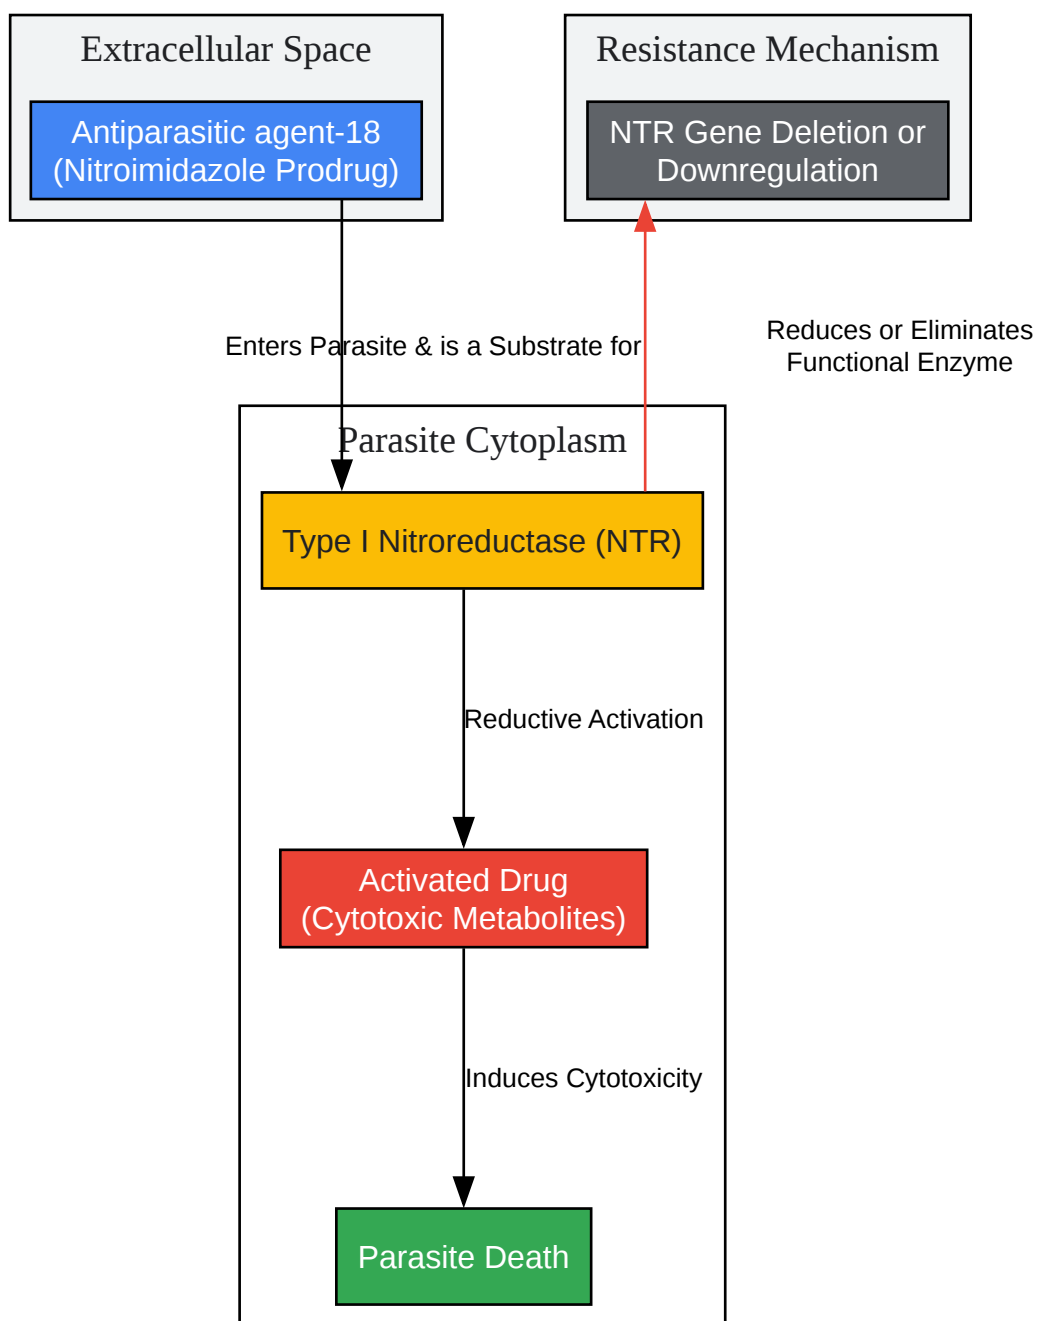 Extracellular Space
Antiparasitic agent-18
(Nitroimidazole Prodrug)
Resistance Mechanism
NTR Gene Deletion or
Downregulation
Enters Parasite & is a Substrate for
Reduces or Eliminates
Functional Enzyme
Parasite Cytoplasm
Type I Nitroreductase (NTR)
Reductive Activation
Activated Drug
(Cytotoxic Metabolites)
Induces Cytotoxicity
Parasite Death